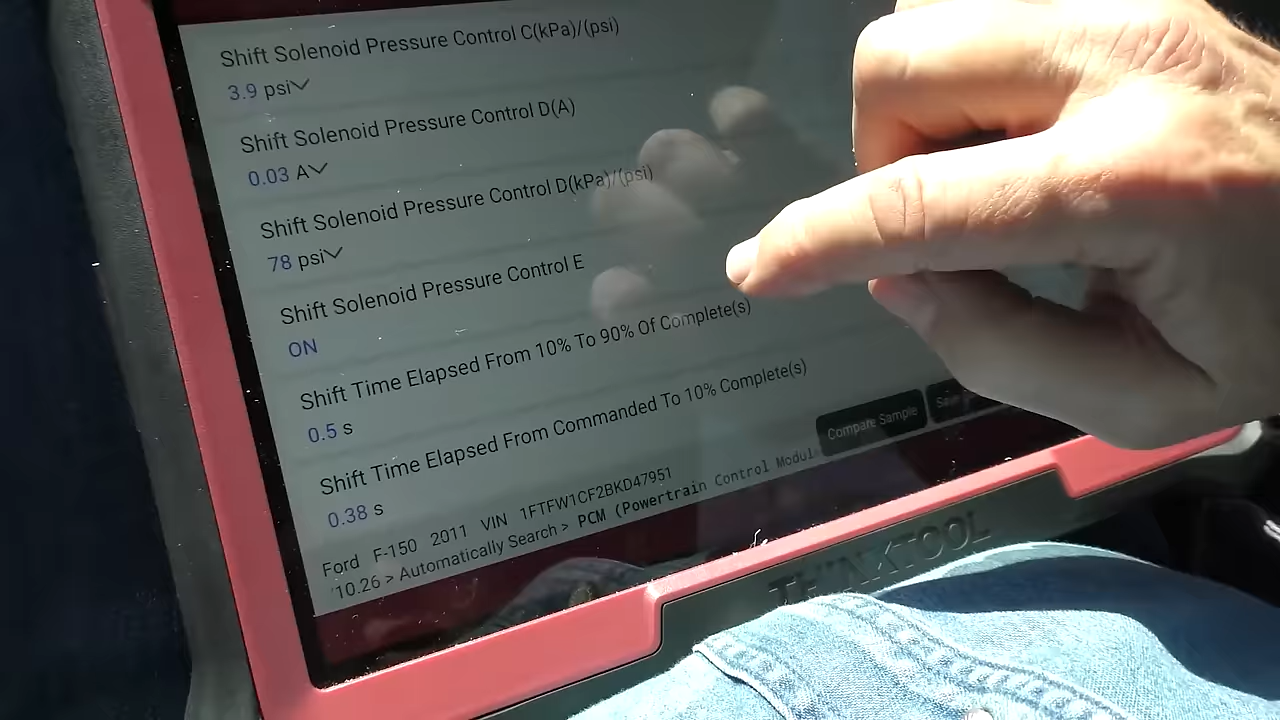 Shift Solenoid Pressure Control C(kPa)/(psi)
3.9 psi
Shift Solenoid Pressure Control D(A)
0.03 A
Shift Solenoid Pressure Control D(kPa)/(psi)
78 psi
Shift Solenoid Pressure Control E
ON
Shift Time Elapsed From 10% To 90% Of Complete(s)
0.5 s
Shift Time Elapsed From Commanded To 10% Complete(s)
0.38 s
Compare Sample
Save
Ford F-150 2011 VIN 1FTFW1CF2BKD47951
10.26 > Automatically Search > PCM (Powertrain Control Modul
THINKTOOL